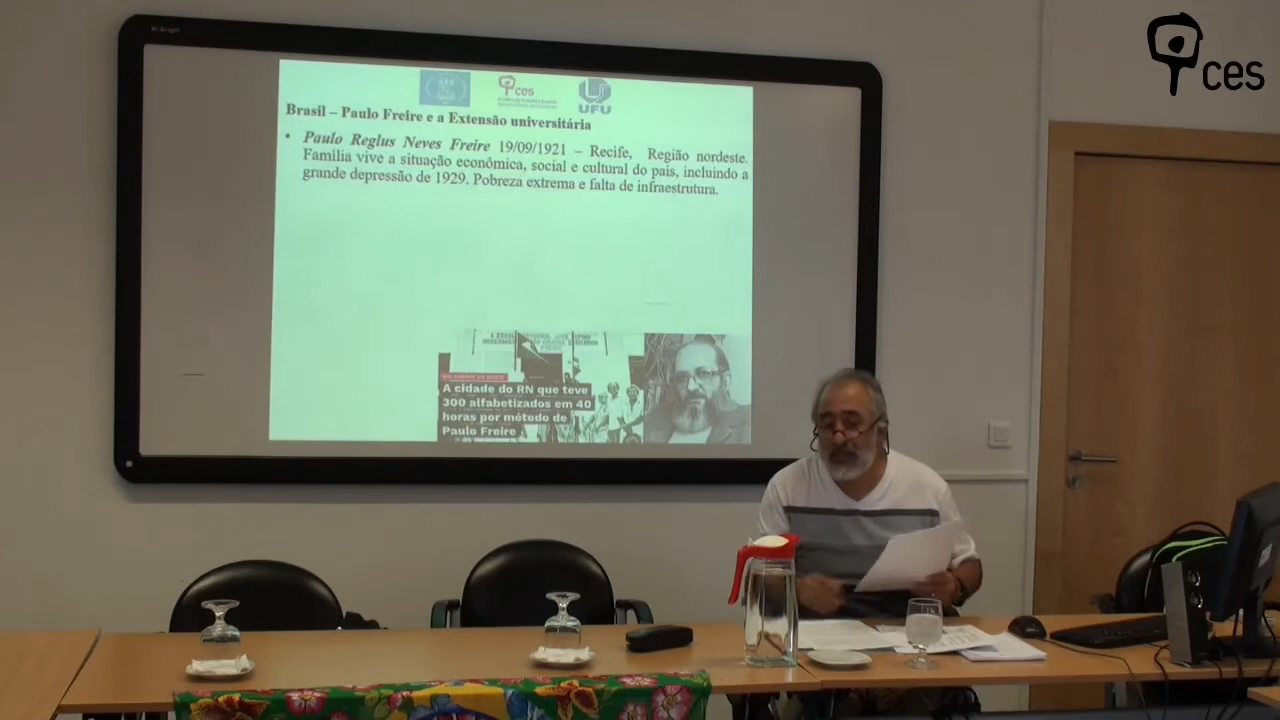 ces
ces
UFU
Brasil – Paulo Freire e a Extensão universitária
• Paulo Reglus Neves Freire 19/09/1921 – Recife, Região nordeste.
Família vive a situação econômica, social e cultural do país, incluindo a
grande depressão de 1929. Pobreza extrema e falta de infraestrutura.
A cidade do RN que teve
300 alfabetizados em 40
horas por método de
Paulo Freire